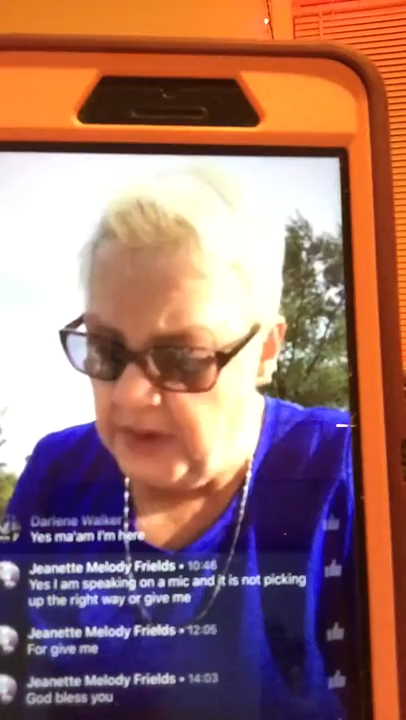 Darlene Walker
Yes ma'am I'm here
Jeanette Melody Frields • 10:46
Yes I am speaking on a mic and it is not picking
up the right way or give me
Jeanette Melody Frields • 12:05
For give me
Jeanette Melody Frields • 14:03
God bless you